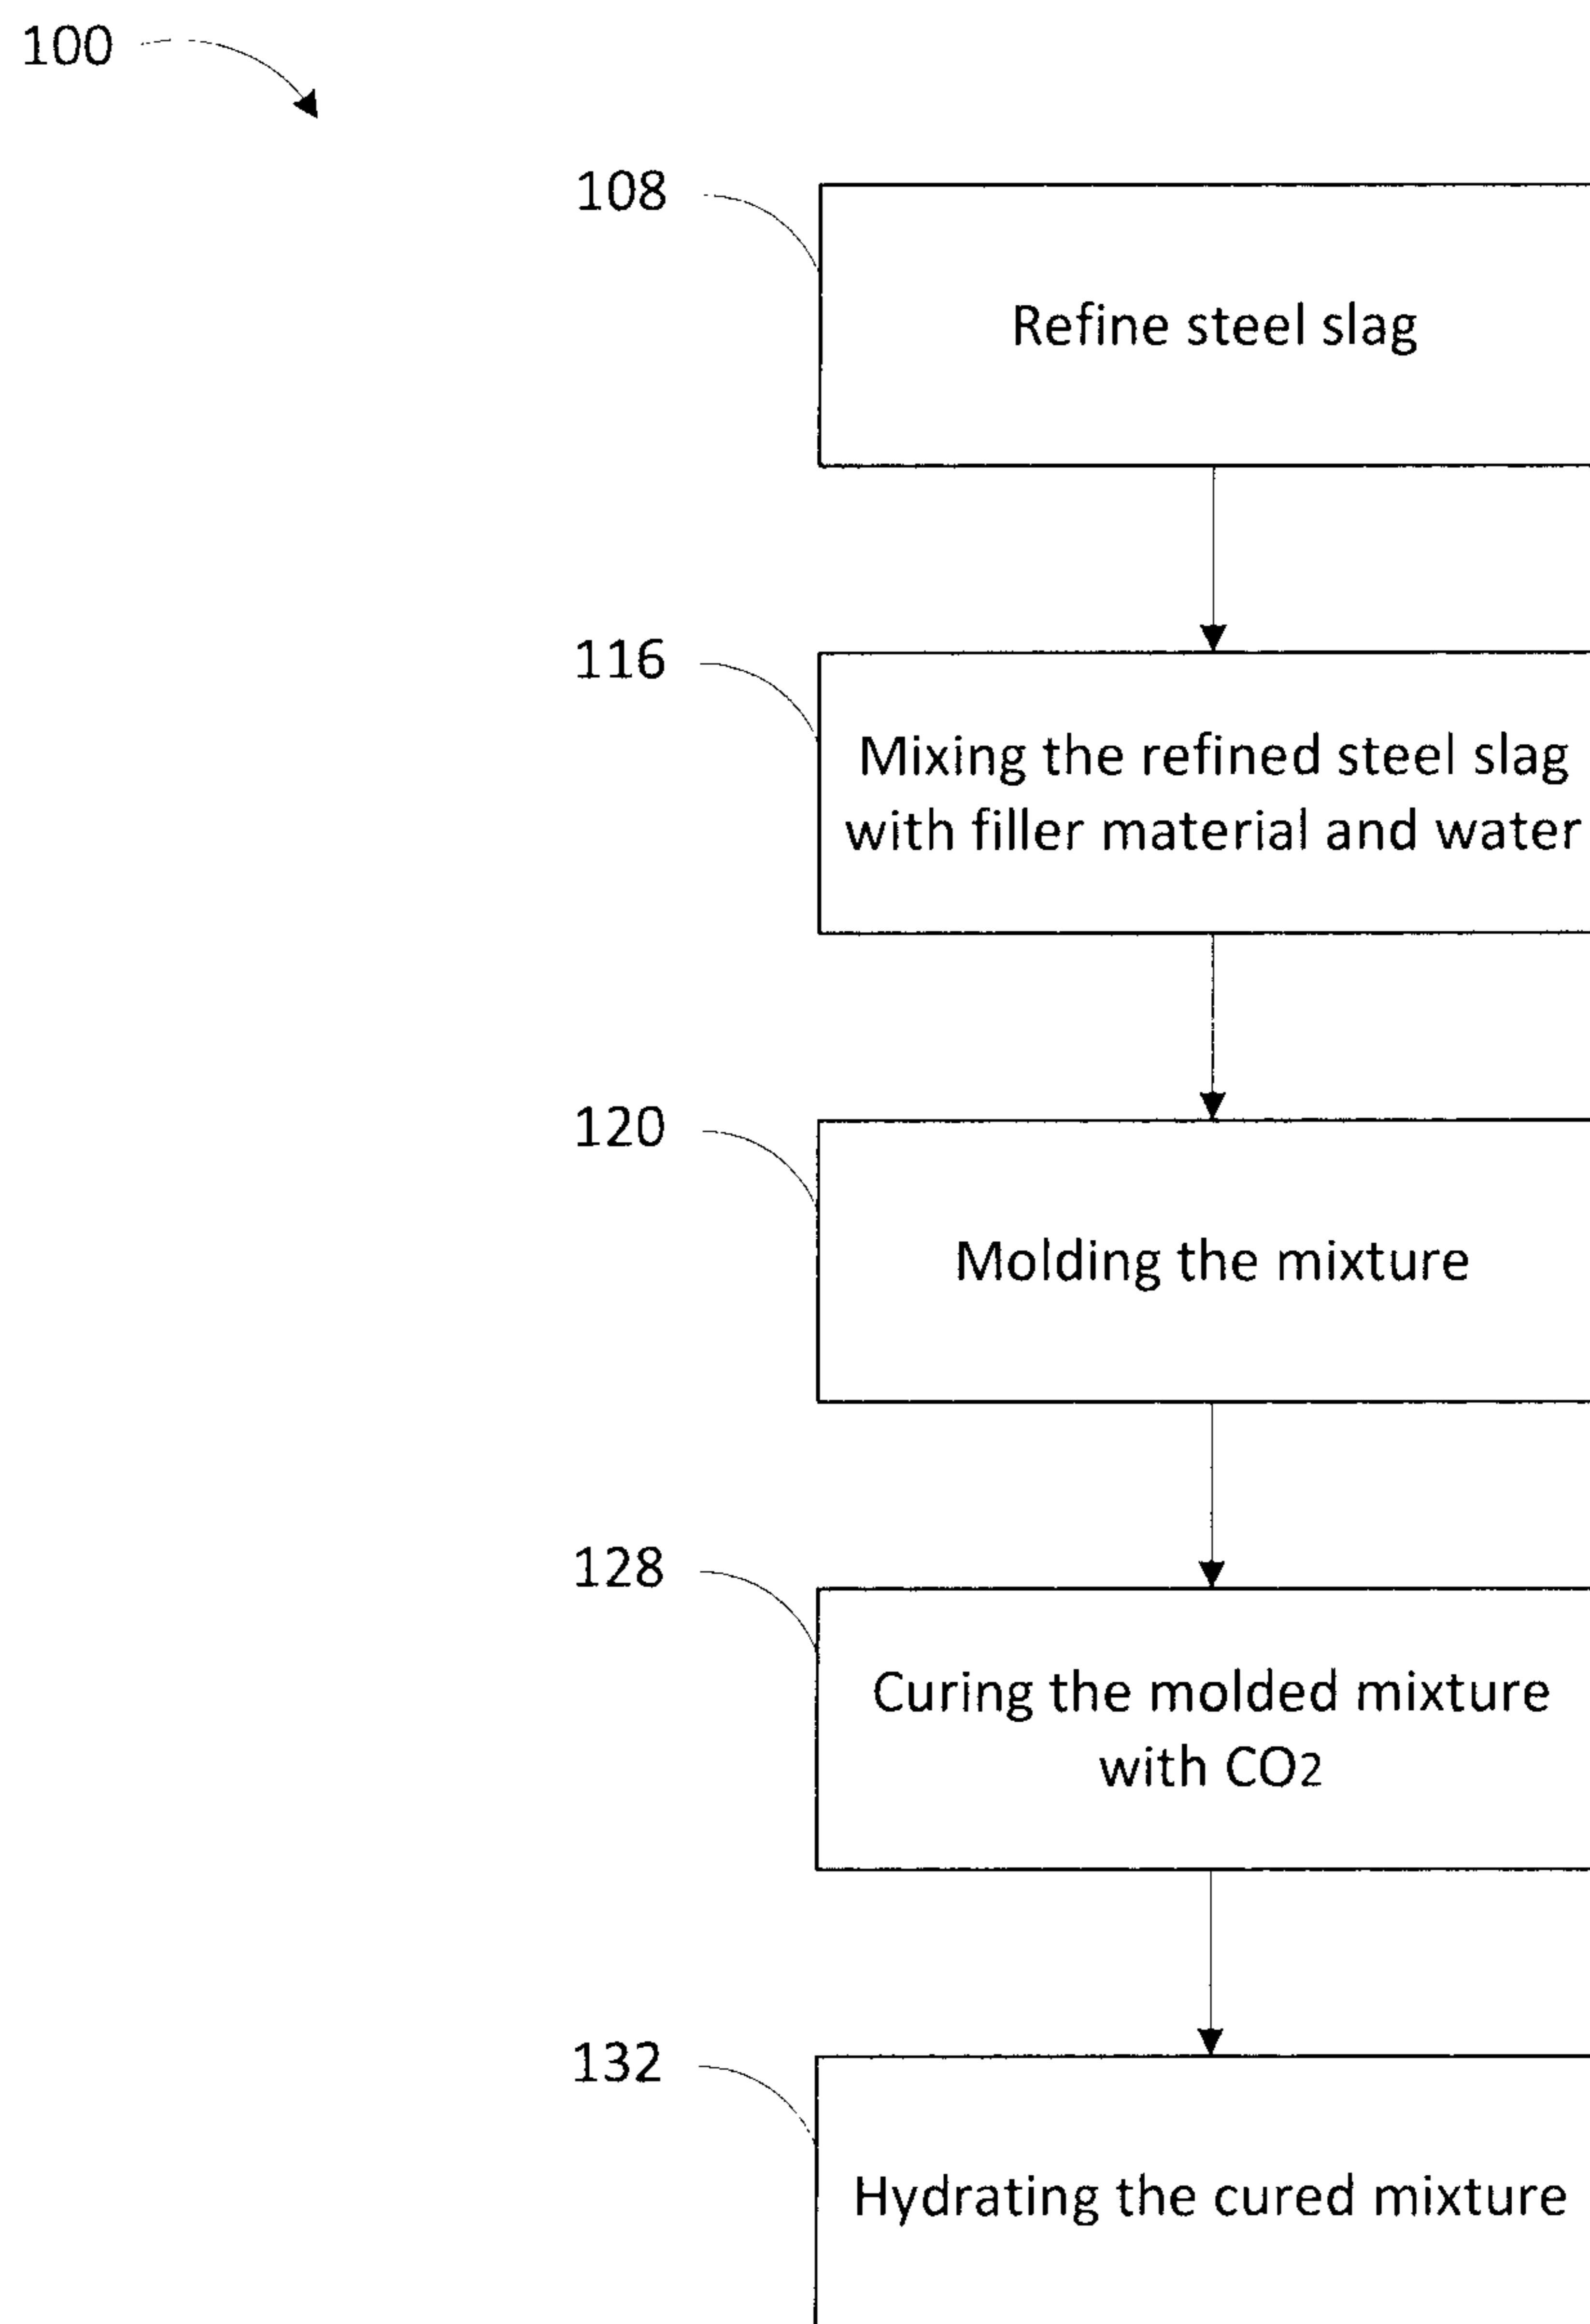 100
108
Refine steel slag
116
Mixing the refined steel slag
with filler material and water
120
Molding the mixture
128
Curing the molded mixture
with CO2
132
Hydrating the cured mixture